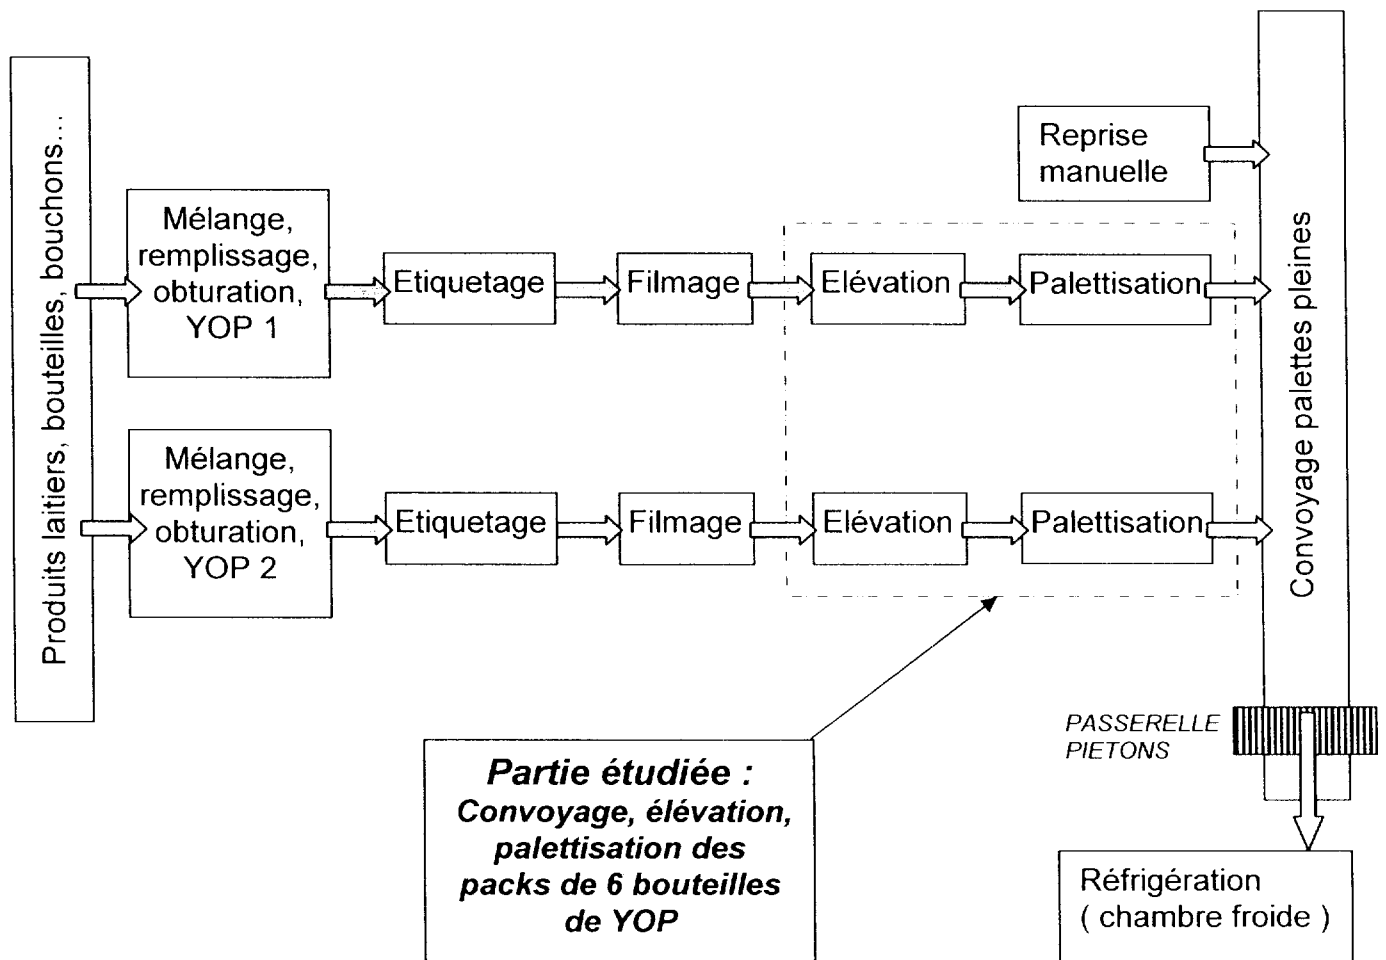 Produits laitiers, bouteilles, bouchons...
Mélange,
remplissage,
obturation,
YOP 1
Etiquetage
Filmage
Elévation
Palettisation
Reprise
manuelle
Mélange,
remplissage,
obturation,
YOP 2
Etiquetage
Filmage
Elévation
Palettisation
Convoyage palettes pleines
PASSERELLE
PIETONS
Partie étudiée :
Convoyage, élévation,
palettisation des
packs de 6 bouteilles
de YOP
Réfrigération
( chambre froide )